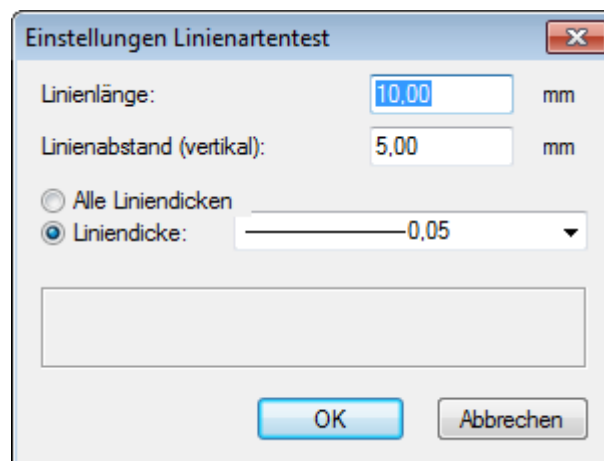 Einstellungen Linienartentest
Linienlänge: 10,00 mm
Linienabstand (vertikal): 5,00 mm
Alle Liniendicken
Liniendicke: 0,05
OK Abbrechen